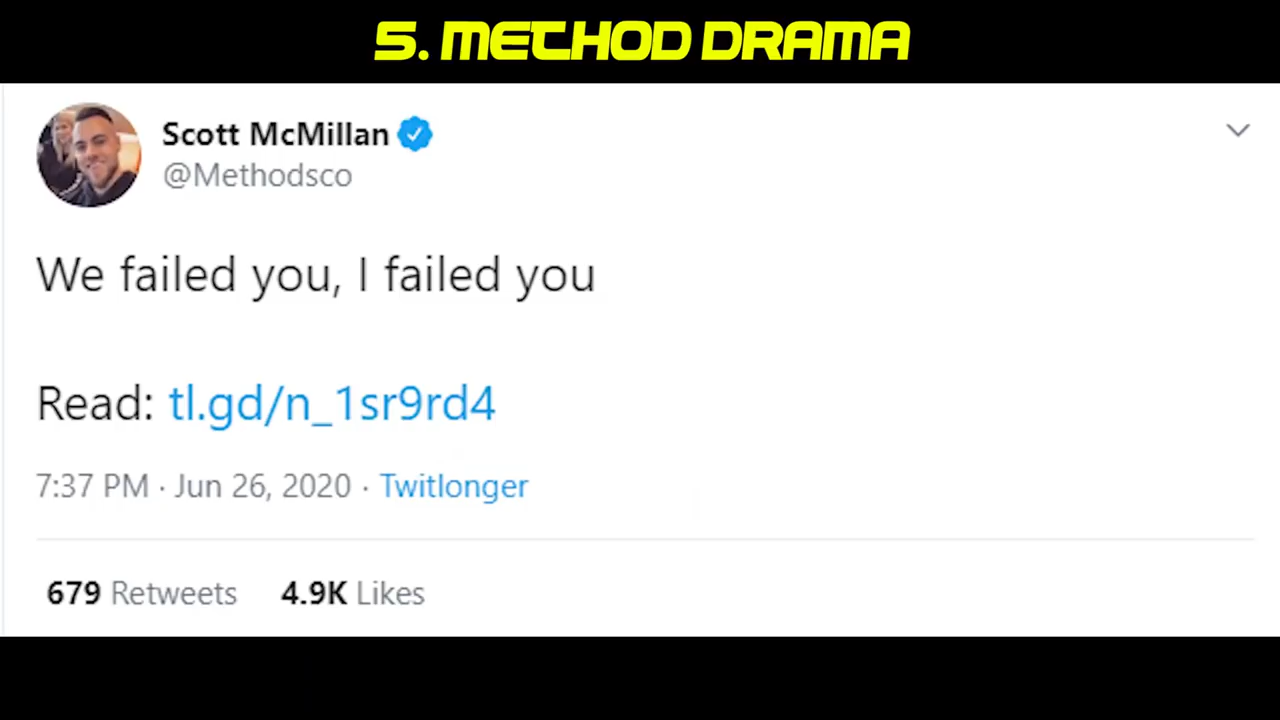 5. METHOD DRAMA
Scott McMillan
@Methodsco
We failed you, I failed you
Read: tl.gd/n_1sr9rd4
7:37 PM · Jun 26, 2020 · Twitlonger
679 Retweets 4.9K Likes